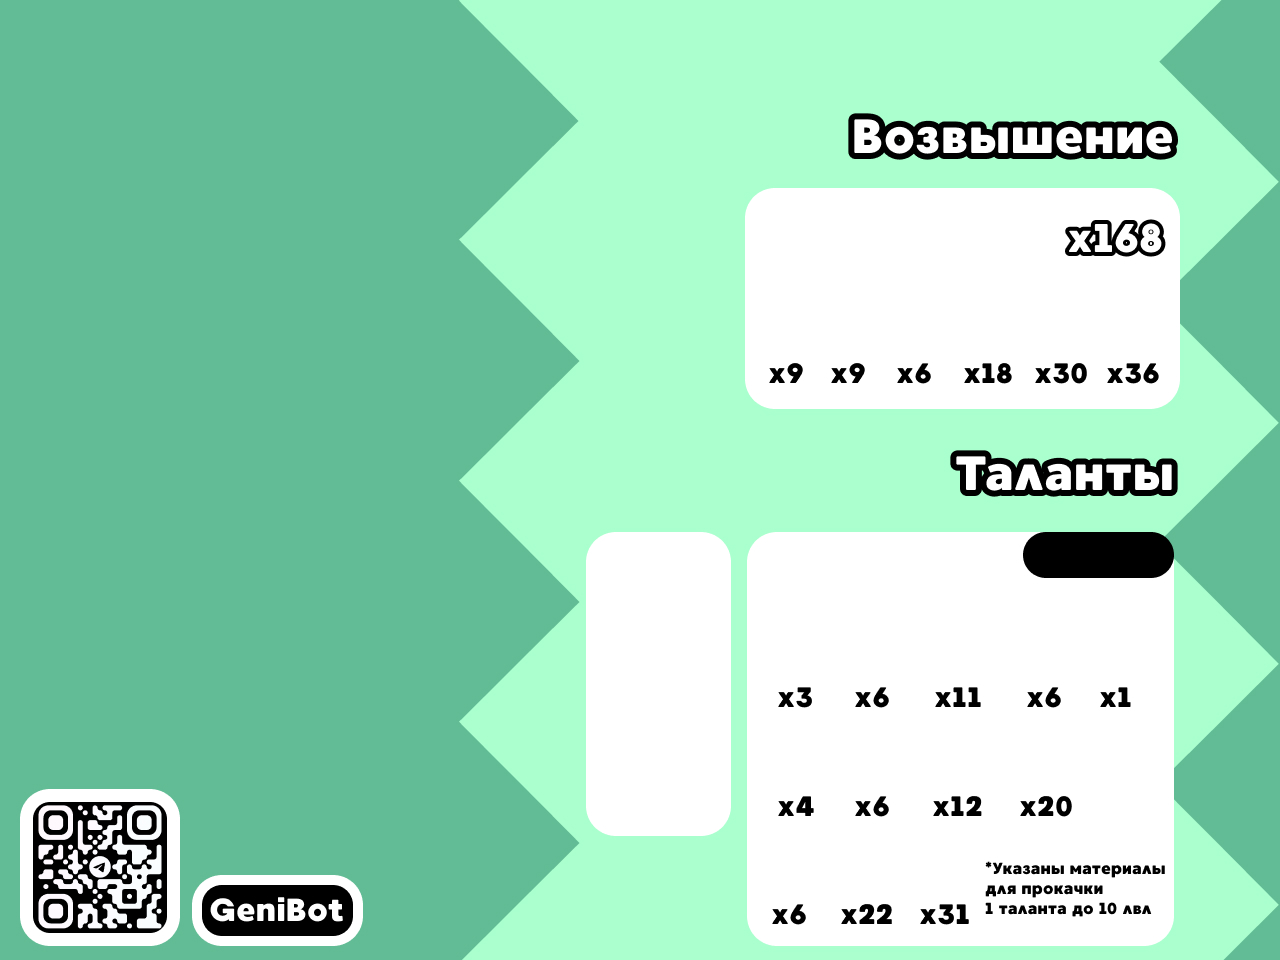 Возвышение
x168
x9 x9 x6 x18 x30 x36
Таланты
x3 x6 x11 x6 x1
x4 x6 x12 x20
*Указаны материалы
для прокачки
1 таланта до 10 лвл
x6 x22 x31
GeniBot